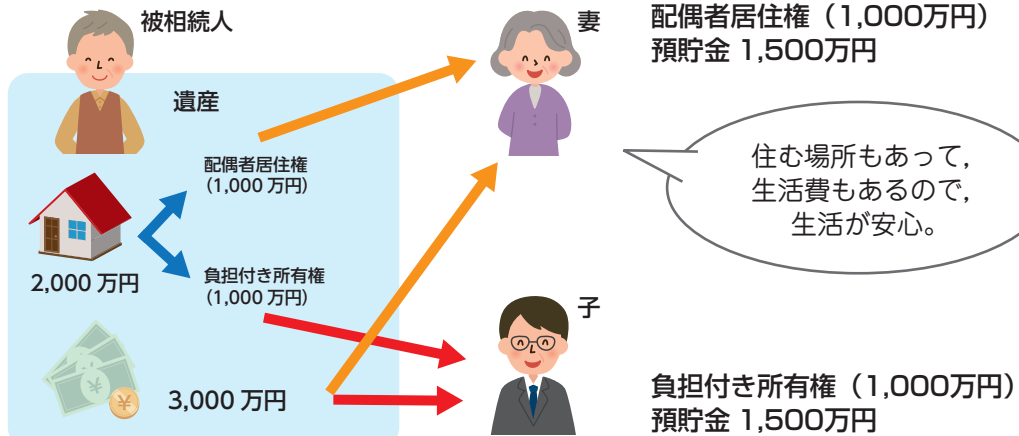 被相続人
遺産
配偶者居住権
(1,000 万円)
2,000 万円
負担付き所有権
(1,000 万円)
3,000 万円
妻
配偶者居住権（1,000万円）
預貯金 1,500万円
住む場所もあって，
生活費もあるので，
生活が安心。
子
負担付き所有権（1,000万円）
預貯金 1,500万円